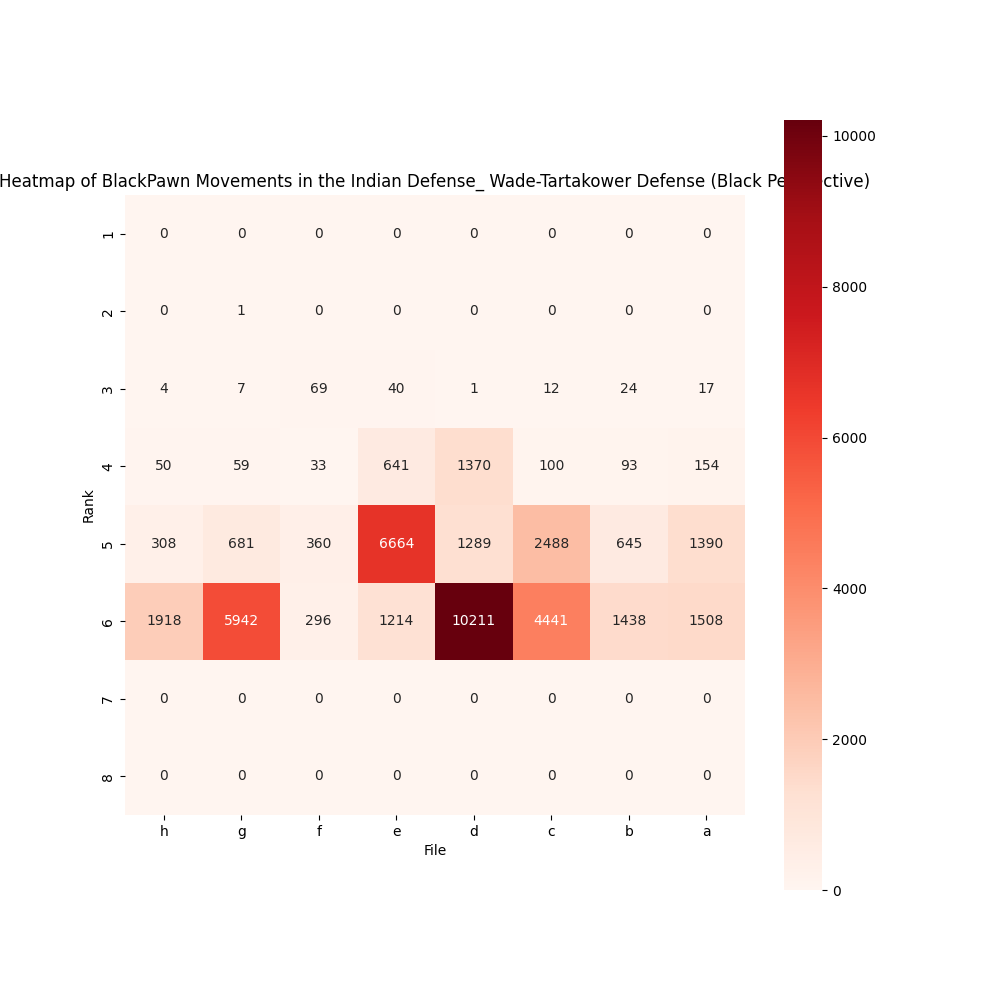 10000
Heatmap of BlackPawn Movements in the Indian Defense_ Wade-Tartakower Defense (Black Pe ctive)
1 0 0 0 0 0 0 0 0
8000
2 0 1 0 0 0 0 0 0
3 4 7 69 40 1 12 24 17
6000
4 50 59 33 641 1370 100 93 154
Rank
5 308 681 360 6664 1289 2488 645 1390
4000
6 1918 5942 296 1214 10211 4441 1438 1508
7 0 0 0 0 0 0 0 0
2000
8 0 0 0 0 0 0 0 0
h g f e d c b a
File
0